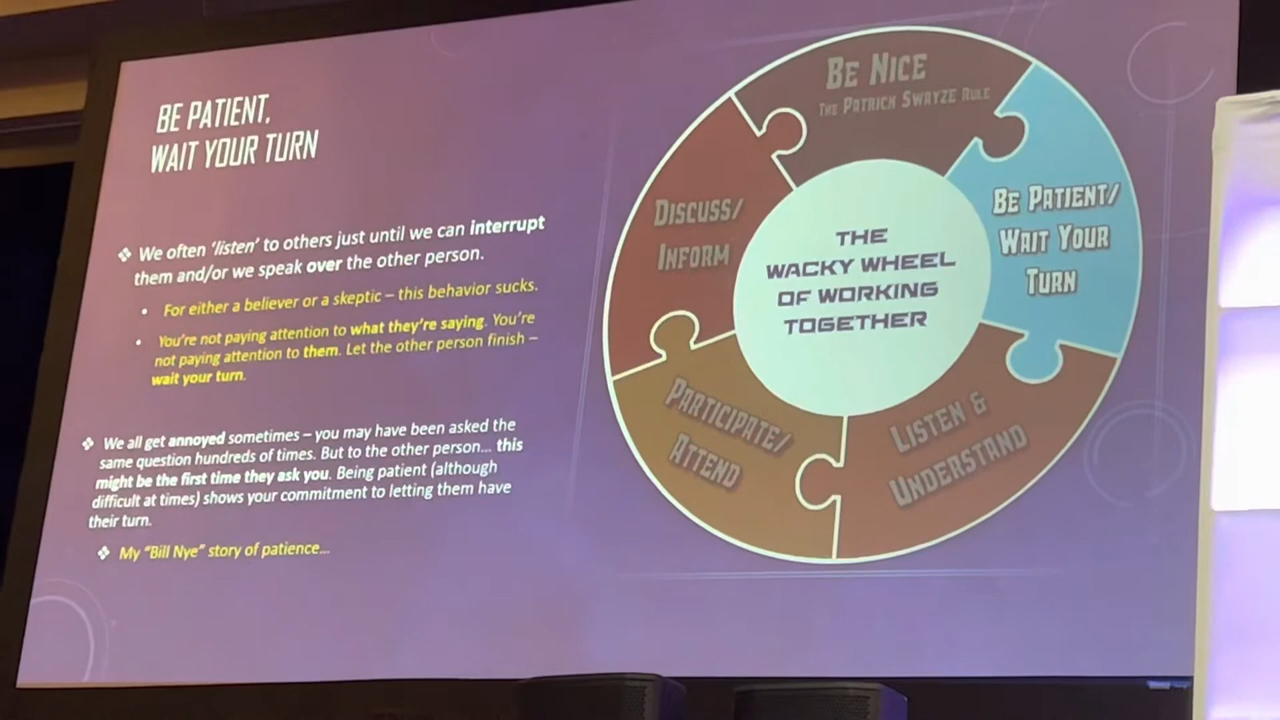 BE PATIENT,
WAIT YOUR TURN
❖ We often 'listen' to others just until we can interrupt
them and/or we speak over the other person.
• For either a believer or a skeptic – this behavior sucks.
• You're not paying attention to what they're saying. You're
not paying attention to them. Let the other person finish –
wait your turn.
❖ We all get annoyed sometimes – you may have been asked the
same question hundreds of times. But to the other person... this
might be the first time they ask you. Being patient (although
difficult at times) shows your commitment to letting them have
their turn.
❖ My "Bill Nye" story of patience...
BE NICE
THE PATRICK SWAYZE RULE
BE PATIENT/
WAIT YOUR
TURN
LISTEN &
UNDERSTAND
PARTICIPATE/
ATTEND
DISCUSS/
INFORM
THE
WACKY WHEEL
OF WORKING
TOGETHER